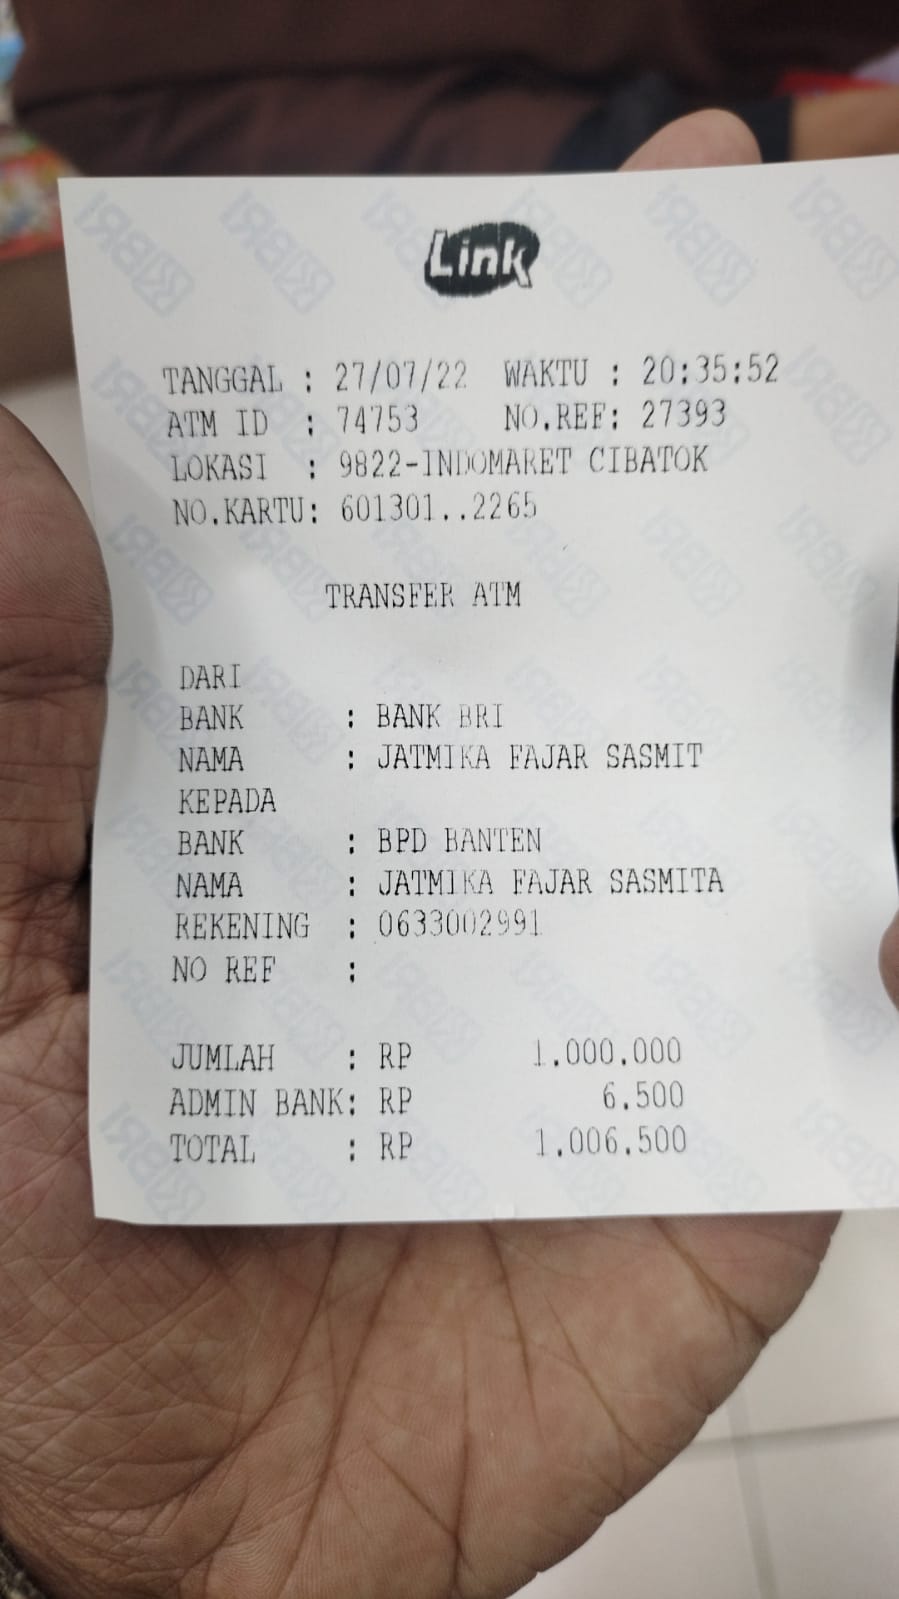 Link
TANGGAL : 27/07/22 WAKTU : 20:35:52
ATM ID : 74753 NO.REF: 27393
LOKASI : 9822-INDOMARET CIBATOK
NO.KARTU: 601301..2265
TRANSFER ATM
DARI
BANK : BANK BRI
NAMA : JATMIKA FAJAR SASMIT
KEPADA
BANK : BPD BANTEN
NAMA : JATMIKA FAJAR SASMITA
REKENING : 0633002991
NO REF :
JUMLAH : RP 1.000.000
ADMIN BANK: RP 6.500
TOTAL : RP 1.006.500